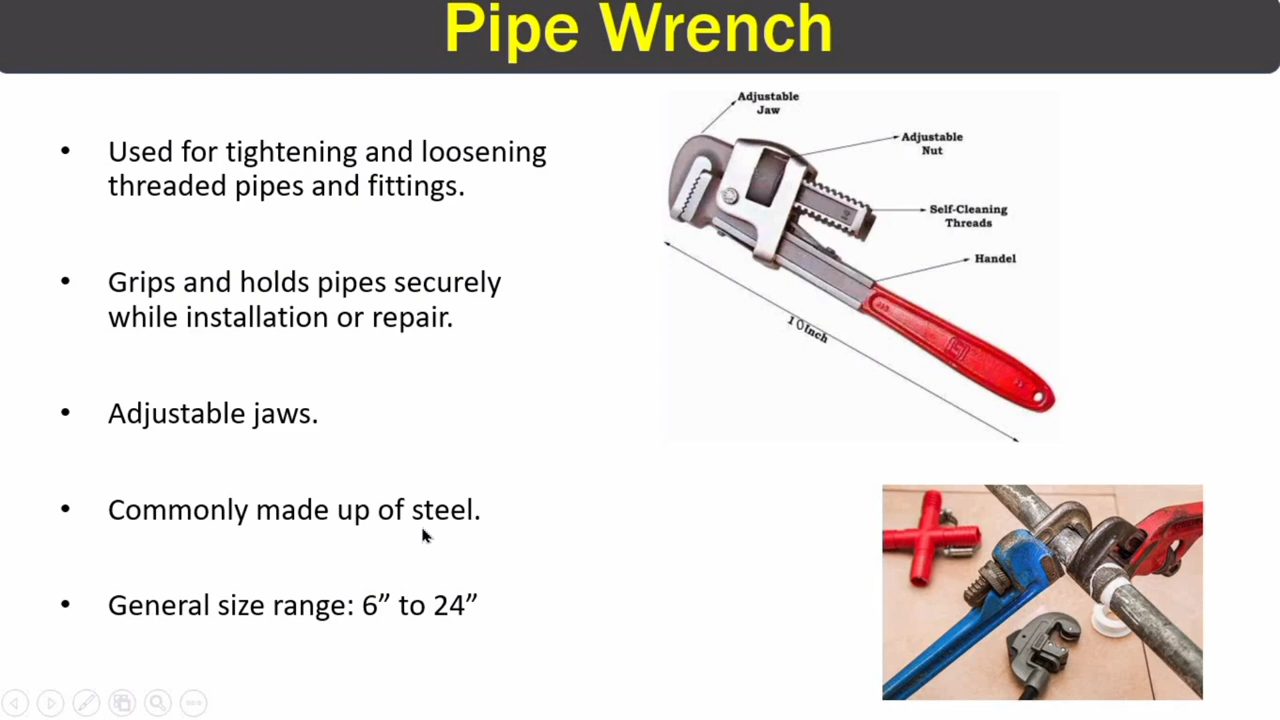 Pipe Wrench
• Used for tightening and loosening
threaded pipes and fittings.
• Grips and holds pipes securely
while installation or repair.
• Adjustable jaws.
• Commonly made up of steel.
• General size range: 6” to 24”
Adjustable
Jaw
Adjustable
Nut
Self-Cleaning
Threads
Handel
10Inch